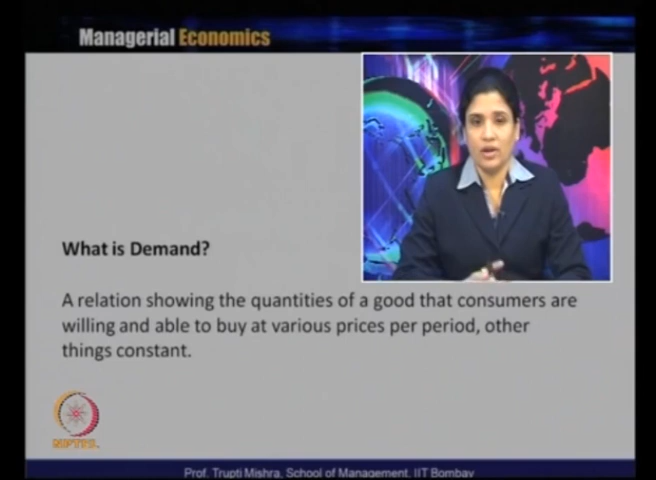 Managerial Economics
What is Demand?
A relation showing the quantities of a good that consumers are
willing and able to buy at various prices per period, other
things constant.
NPTEL
Prof. Trupti Mishra, School of Management, IIT Bombay